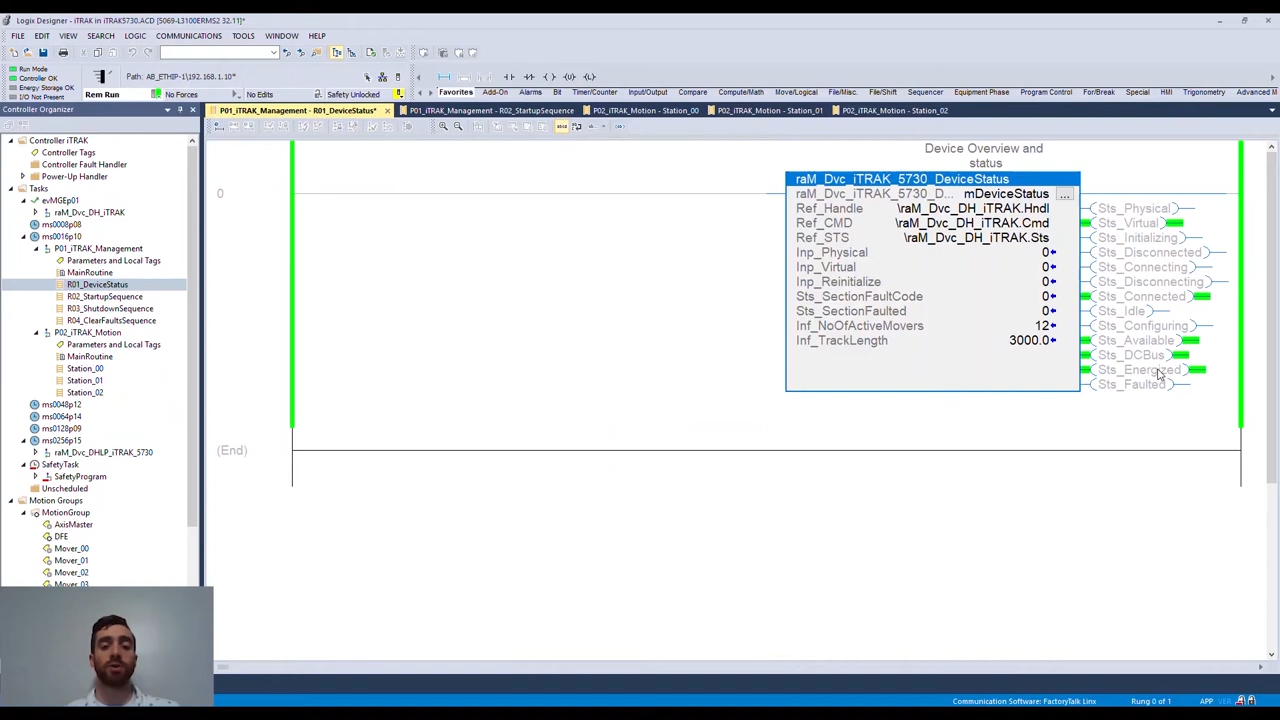 Logix Designer - iTRAK in iTRAK5730.ACD [5069-L3100ERMS2 32.11]*
FILE EDIT VIEW SEARCH LOGIC COMMUNICATIONS TOOLS WINDOW HELP
Run Mode
Controller OK
Energy Storage OK
I/O Not Present
Path: AB_ETHIP-1\192.168.1.10*
Rem Run No Forces No Edits Safety Unlocked
Favorites Add-On Alarms Bit Timer/Counter Input/Output Compare Compute/Math Move/Logical File/Misc. File/Shift Sequencer Equipment Phase Program Control For/Break Special HMI Trigonometry Advanced M
Controller Organizer
P01_iTRAK_Management - R01_DeviceStatus* P01_iTRAK_Management - R02_StartupSequence P02_iTRAK_Motion - Station_00 P02_iTRAK_Motion - Station_01 P02_iTRAK_Motion - Station_02
Controller iTRAK
Controller Tags
Controller Fault Handler
Power-Up Handler
Tasks
evMGEp01
raM_Dvc_DH_iTRAK
ms0008p08
ms0016p10
P01_iTRAK_Management
Parameters and Local Tags
MainRoutine
R01_DeviceStatus
R02_StartupSequence
R03_ShutdownSequence
R04_ClearFaultsSequence
P02_iTRAK_Motion
Parameters and Local Tags
MainRoutine
Station_00
Station_01
Station_02
ms0048p12
ms0064p14
ms0128p09
ms0256p15
raM_Dvc_DHLP_iTRAK_5730
SafetyTask
SafetyProgram
Unscheduled
Motion Groups
MotionGroup
AxisMaster
DFE
Mover_00
Mover_01
Mover_02
Mover_03
Device Overview and
status
0
raM_Dvc_iTRAK_5730_DeviceStatus
raM_Dvc_iTRAK_5730_D... mDeviceStatus ...
Ref_Handle \raM_Dvc_DH_iTRAK.Hndl
Ref_CMD \raM_Dvc_DH_iTRAK.Cmd
Ref_STS \raM_Dvc_DH_iTRAK.Sts
Inp_Physical 0
Inp_Virtual 0
Inp_Reinitialize 0
Sts_SectionFaultCode 0
Sts_SectionFaulted 0
Inf_NoOfActiveMovers 12
Inf_TrackLength 3000.0
Sts_Physical
Sts_Virtual
Sts_Initializing
Sts_Disconnected
Sts_Connecting
Sts_Disconnecting
Sts_Connected
Sts_Idle
Sts_Configuring
Sts_Available
Sts_DCBus
Sts_Energized
Sts_Faulted
(End)
Communication Software: FactoryTalk Linx Rung 0 of 1 APP VER